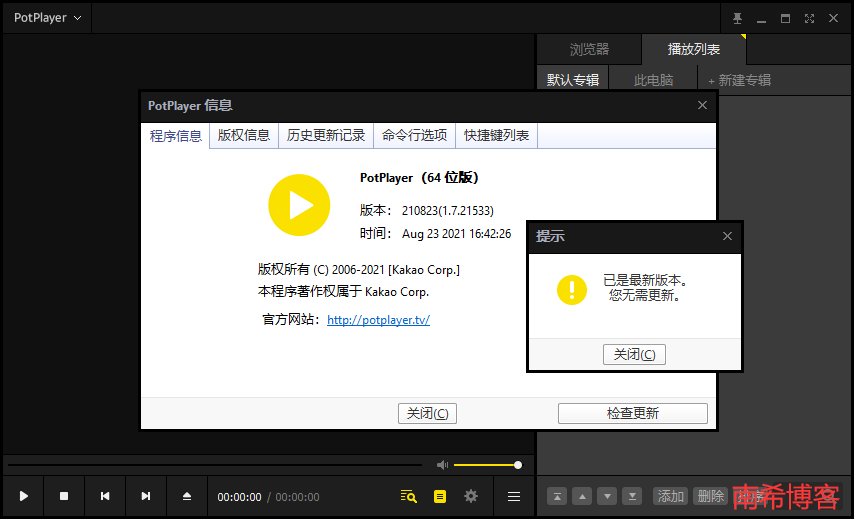 PotPlayer
浏览器 播放列表
默认专辑 此电脑 + 新建专辑
PotPlayer 信息
程序信息 版权信息 历史更新记录 命令行选项 快捷键列表
PotPlayer（64 位版）
版本： 210823(1.7.21533)
时间： Aug 23 2021 16:42:26
版权所有 (C) 2006-2021 [Kakao Corp.]
本程序著作权属于 Kakao Corp.
官方网站： http://potplayer.tv/
关闭(C) 检查更新
提示
已是最新版本。
您无需更新。
关闭(C)
00:00:00 / 00:00:00
添加 删除
南希博客